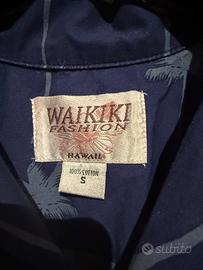 WAIKIKI
FASHION
HAWAII
100% COTTON
S
subito